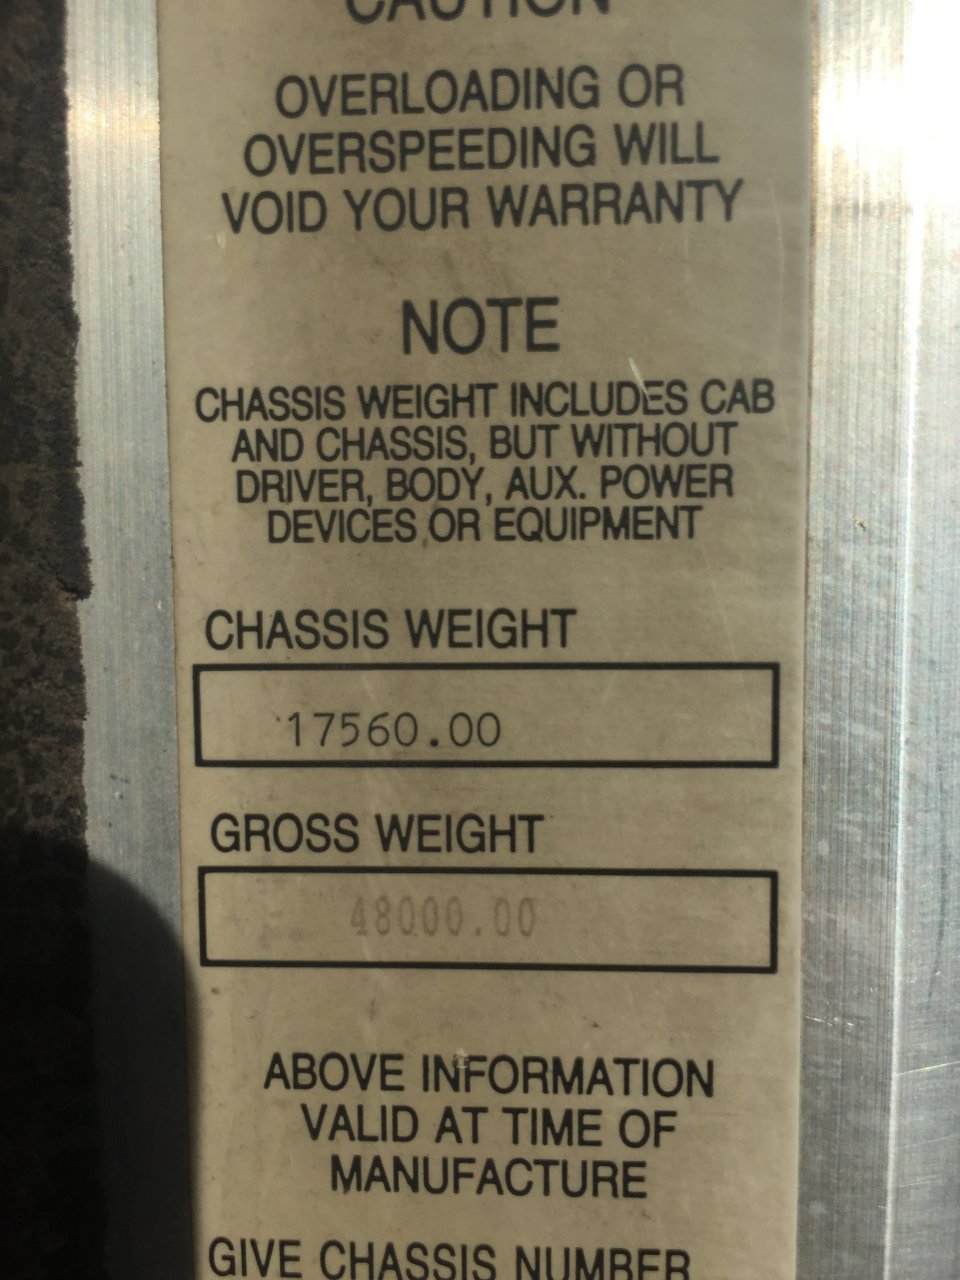 CAUTION
OVERLOADING OR
OVERSPEEDING WILL
VOID YOUR WARRANTY
NOTE
CHASSIS WEIGHT INCLUDES CAB
AND CHASSIS, BUT WITHOUT
DRIVER, BODY, AUX. POWER
DEVICES OR EQUIPMENT
CHASSIS WEIGHT
17560.00
GROSS WEIGHT
48000.00
ABOVE INFORMATION
VALID AT TIME OF
MANUFACTURE
GIVE CHASSIS NUMBER